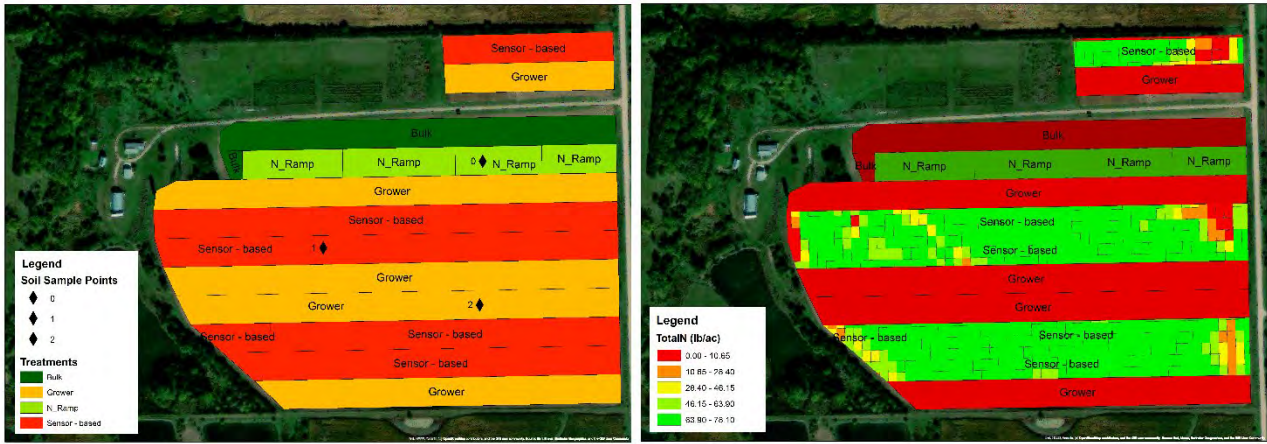 Sensor - based
Grower
Bulk
Bulk
N_Ramp
N_Ramp
0
N_Ramp
N_Ramp
Grower
Sensor - based
Sensor - based
1
Grower
Grower
2
Sensor - based
Sensor - based
Sensor - based
Grower
Legend
Soil Sample Points
0
1
2
Treatments
Bulk
Grower
N_Ramp
Sensor - based
Sensor - based
Grower
Bulk
Bulk
N_Ramp
N_Ramp
N_Ramp
N_Ramp
Grower
Sensor - based
Sensor - based
Grower
Grower
Sensor - based
Sensor - based
Sensor - based
Grower
Legend
TotalN (lb/ac)
0.00 - 10.65
10.65 - 28.40
28.40 - 46.15
46.15 - 63.90
63.90 - 78.10